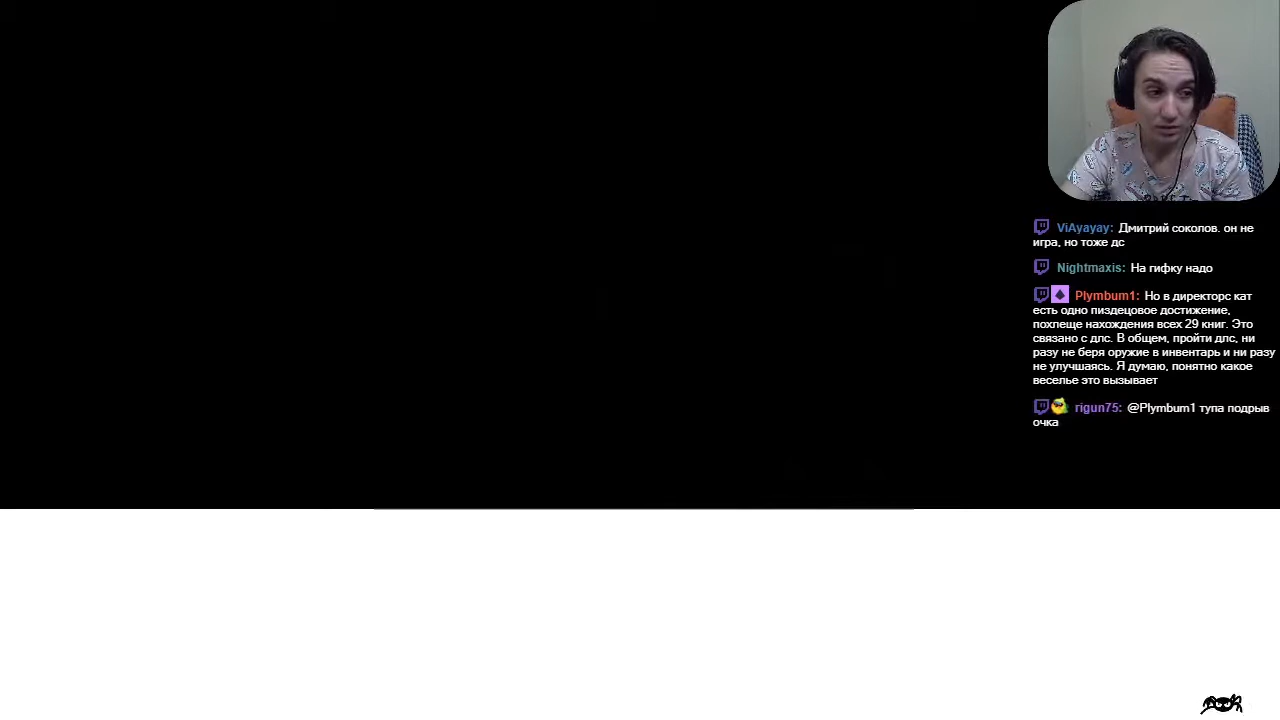 ViAyayay: Дмитрий соколов. он не
игра, но тоже дс
Nightmaxis: На гифку надо
Plymbum1: Но в директорс кат
есть одно пиздецовое достижение,
похлеще нахождения всех 29 книг. Это
связано с длс. В общем, пройти длс, ни
разу не беря оружие в инвентарь и ни разу
не улучшаясь. Я думаю, понятно какое
веселье это вызывает
rigun75: @Plymbum1 тупа подрыв
очка